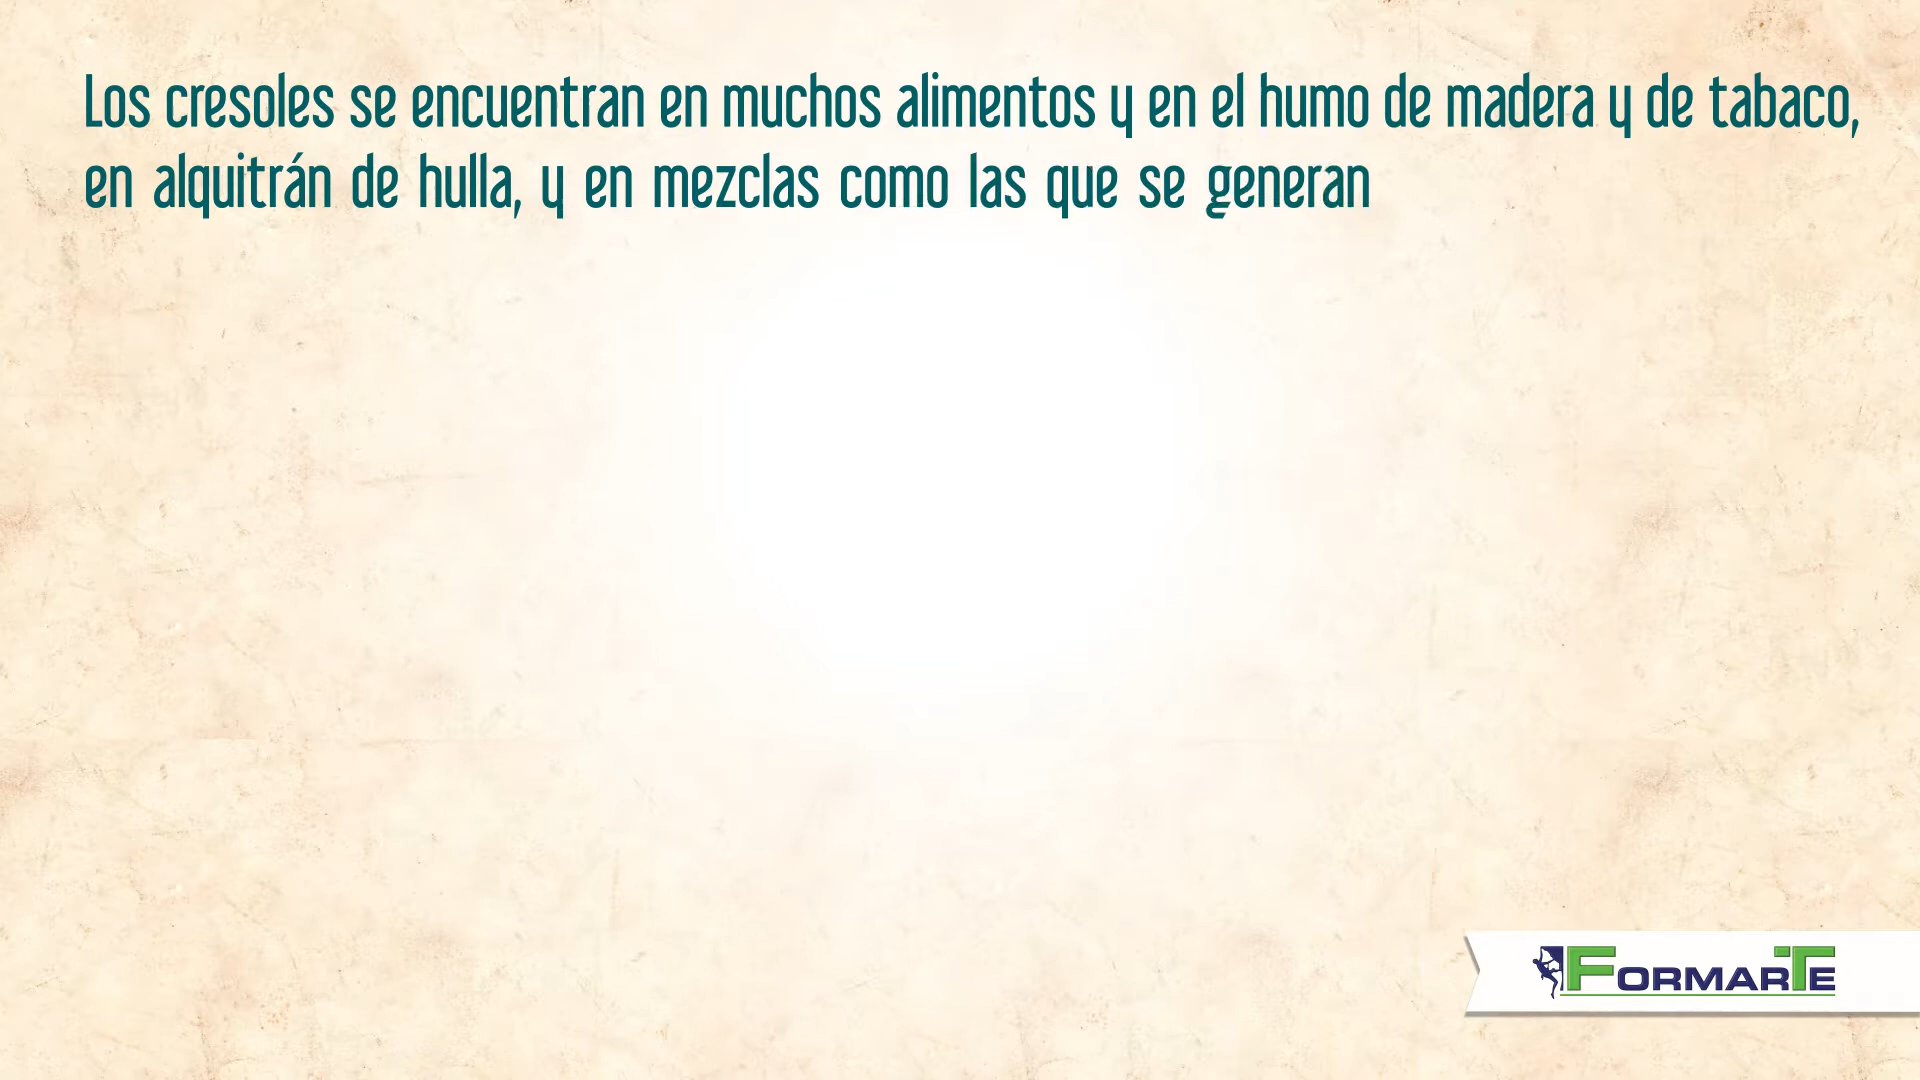 Los cresoles se encuentran en muchos alimentos y en el humo de madera y de tabaco,
en alquitrán de hulla, y en mezclas como las que se generan
FORMARTE